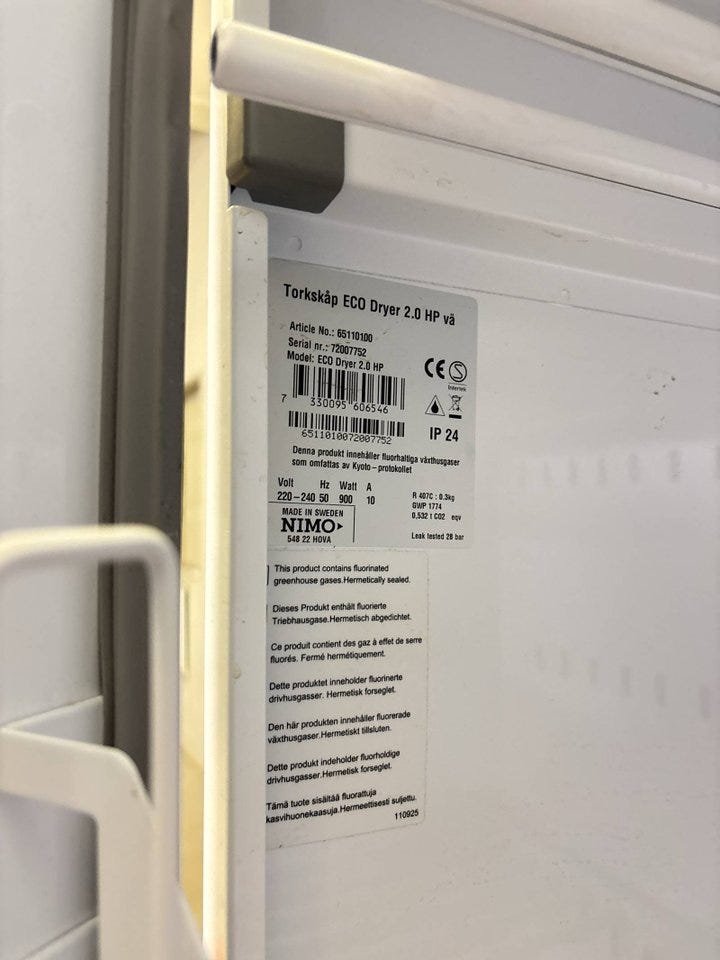 Torkskåp ECO Dryer 2.0 HP vä
Article No.: 65110100
Serial nr.: 72007752
Model: ECO Dryer 2.0 HP
7 330095 606546
6511010072007752
CE
S
Intertek
IP 24
Denna produkt innehåller fluorhaltiga växthusgaser
som omfattas av Kyoto-protokollet
Volt Hz Watt A
220-240 50 900 10
R 407C : 0.3kg
GWP 1774
0,532 t CO2 eqv
Leak tested 28 bar
MADE IN SWEDEN
NIMO
548 22 HOVA
This product contains fluorinated
greenhouse gases.Hermetically sealed.
Dieses Produkt enthält fluorierte
Triebhausgase.Hermetisch abgedichtet.
Ce produit contient des gaz à effet de serre
fluorés. Fermé hermétiquement.
Dette produktet inneholder fluorinerte
drivhusgasser. Hermetisk forseglet.
Den här produkten innehåller fluorerade
växthusgaser.Hermetiskt tillsluten.
Dette produkt indeholder fluorholdige
drivhusgasser.Hermetisk forseglet.
Tämä tuote sisältää fluorattuja
kasvihuonekaasuja.Hermeettisesti suljettu.
110925